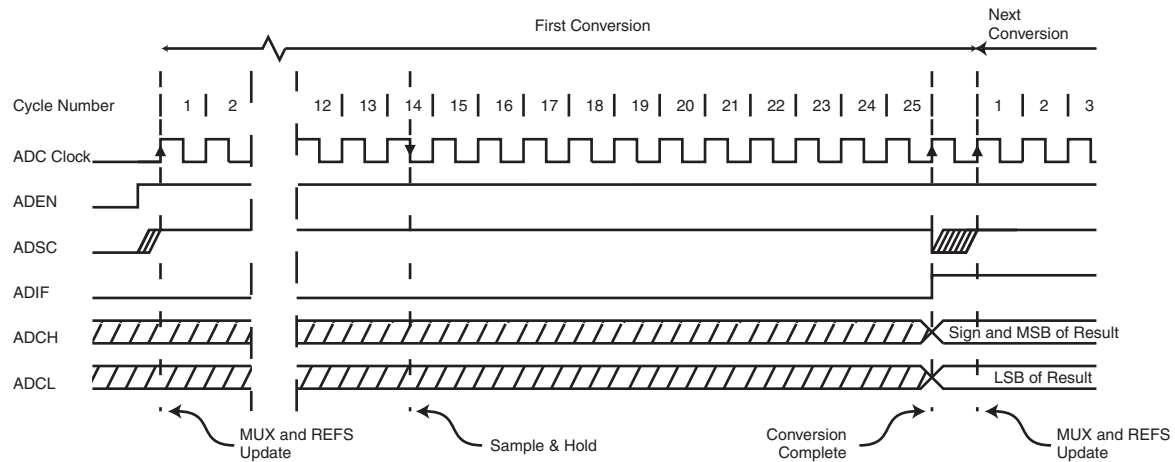 First Conversion
Next
Conversion
Cycle Number 1 2 12 13 14 15 16 17 18 19 20 21 22 23 24 25 1 2 3
ADC Clock
ADEN
ADSC
ADIF
ADCH Sign and MSB of Result
ADCL LSB of Result
MUX and REFS
Update
Sample & Hold
Conversion
Complete
MUX and REFS
Update